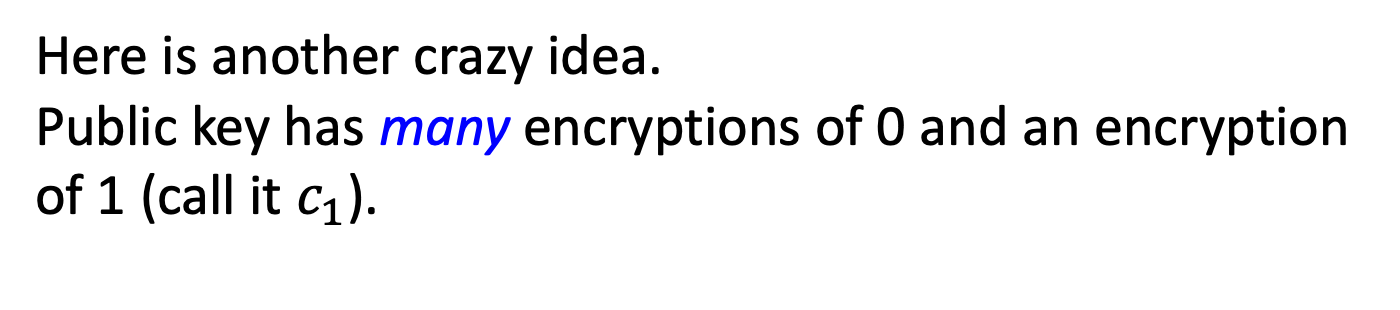 Here is another crazy idea.
Public key has many encryptions of 0 and an encryption
of 1 (call it c₁).